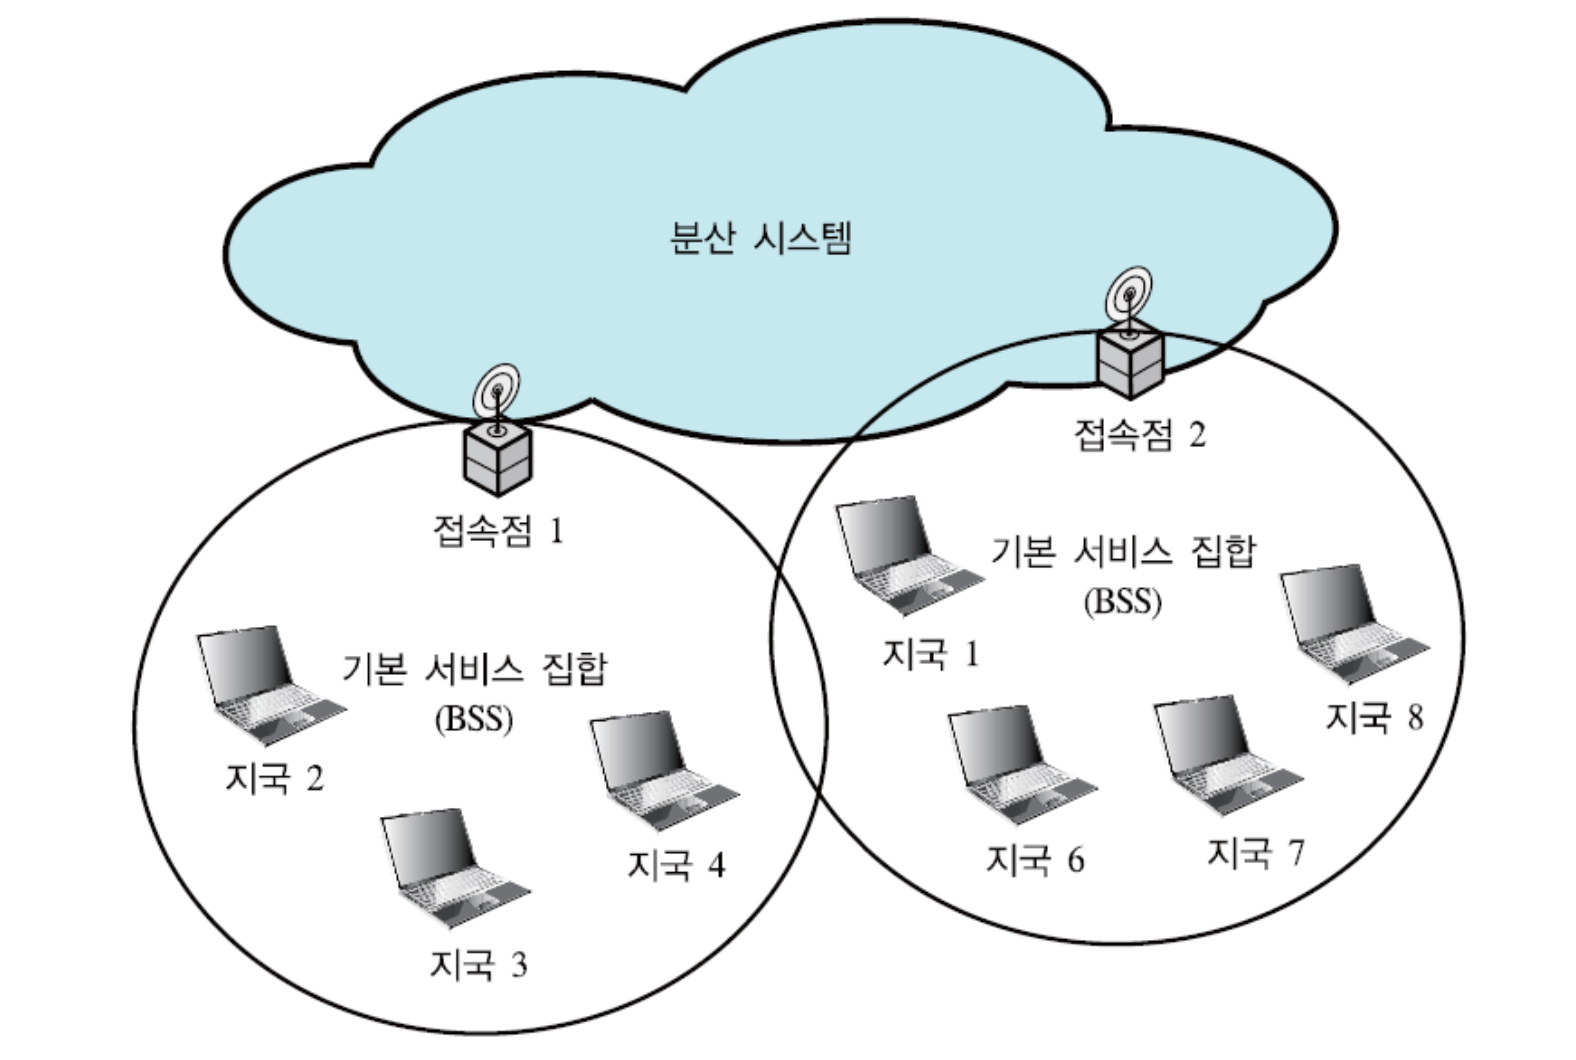 분산 시스템
접속점 2
접속점 1
기본 서비스 집합
(BSS)
지국 1
지국 8
기본 서비스 집합
(BSS)
지국 2
지국 4
지국 6
지국 7
지국 3